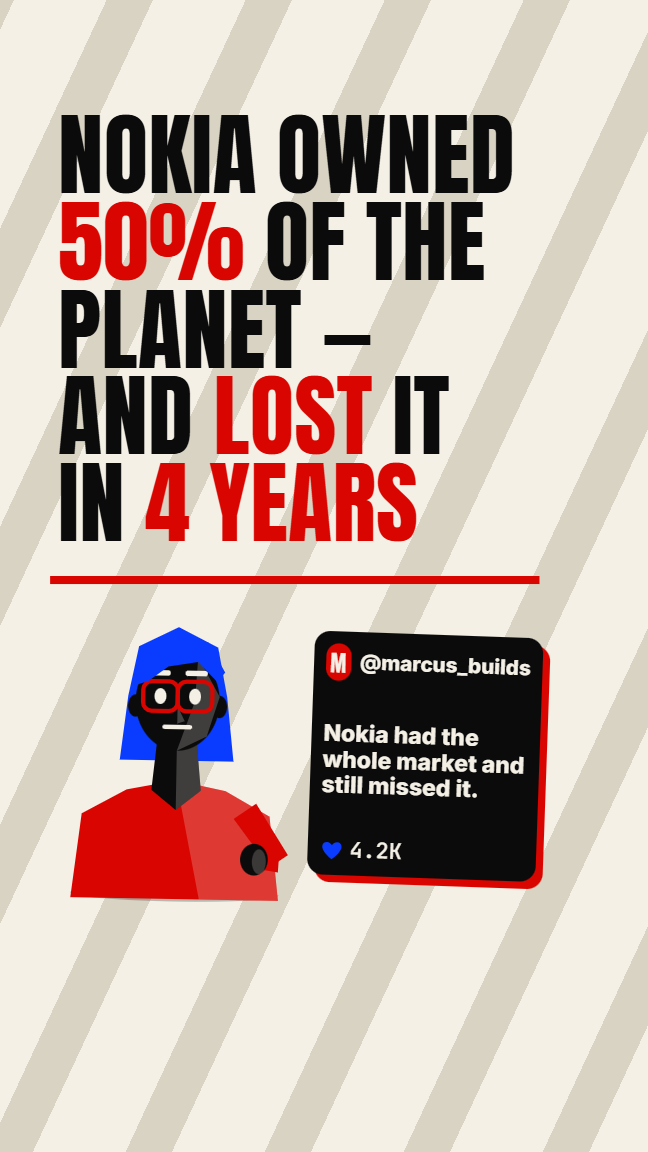 NOKIA OWNED
50% OF THE
PLANET –
AND LOST IT
IN 4 YEARS
M @marcus_builds
Nokia had the
whole market and
still missed it.
4.2K